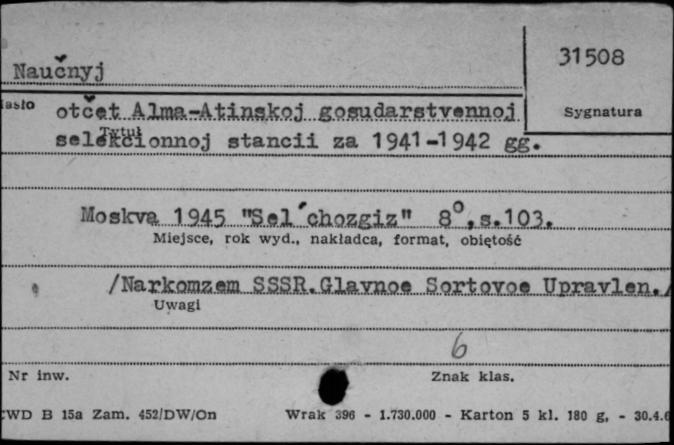 Naučnyj
31508
Sygnatura
otčet Alma-Atinskoj gosudarstvennoj
Tytuł
selekcionnoj stancii za 1941-1942 gg.
Moskva 1945 "Sel´chozgiz" 8°, s.103.
Miejsce, rok wyd., nakładca, format, objętość
/Narkomzem SSSR.Glavnoe Sortovoe Upravlen./
Uwagi
6
Nr inw.
Znak klas.
WD B 15a Zam. 452/DW/On Wrak 396 - 1.730.000 - Karton 5 kl. 180 g, - 30.4.6